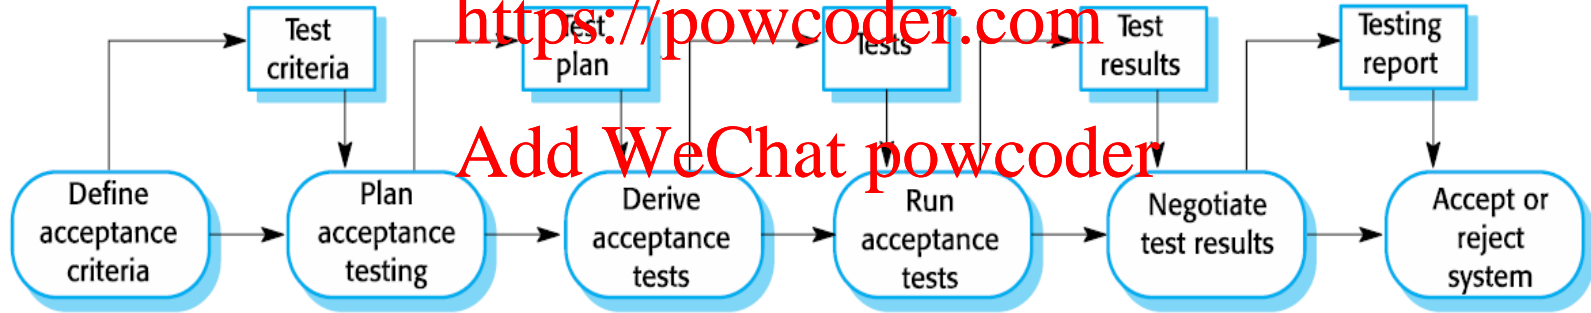 Test
criteria
Test
plan
Tests
Test
results
Testing
report
https://powcoder.com
Add WeChat powcoder
Define
acceptance
criteria
Plan
acceptance
testing
Derive
acceptance
tests
Run
acceptance
tests
Negotiate
test results
Accept or
reject
system